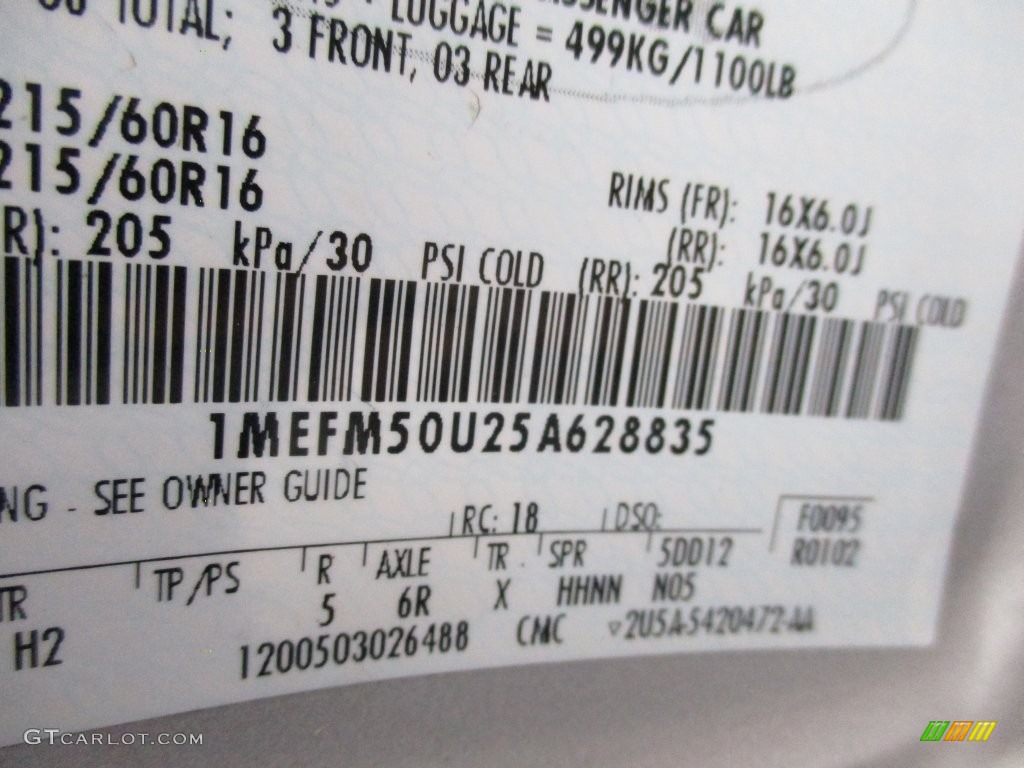 PASSENGER CAR
TOTAL; 3 FRONT, 03 REAR
LUGGAGE = 499KG/1100LB
215/60R16
215/60R16
RIMS (FR): 16X6.0J
(RR): 16X6.0J
R): 205 kPa/30 PSI COLD (RR): 205 kPa/30 PSI COLD
1MEFM50U25A628835
NG - SEE OWNER GUIDE
RC: 18 DSO:
F0095
R0102
TR TP/PS R AXLE TR SPR 5DD12
H2 5 6R X HHNN N05
1200503026488 CMC ▿2U5A-5420472-AA
GTCARLOT.COM